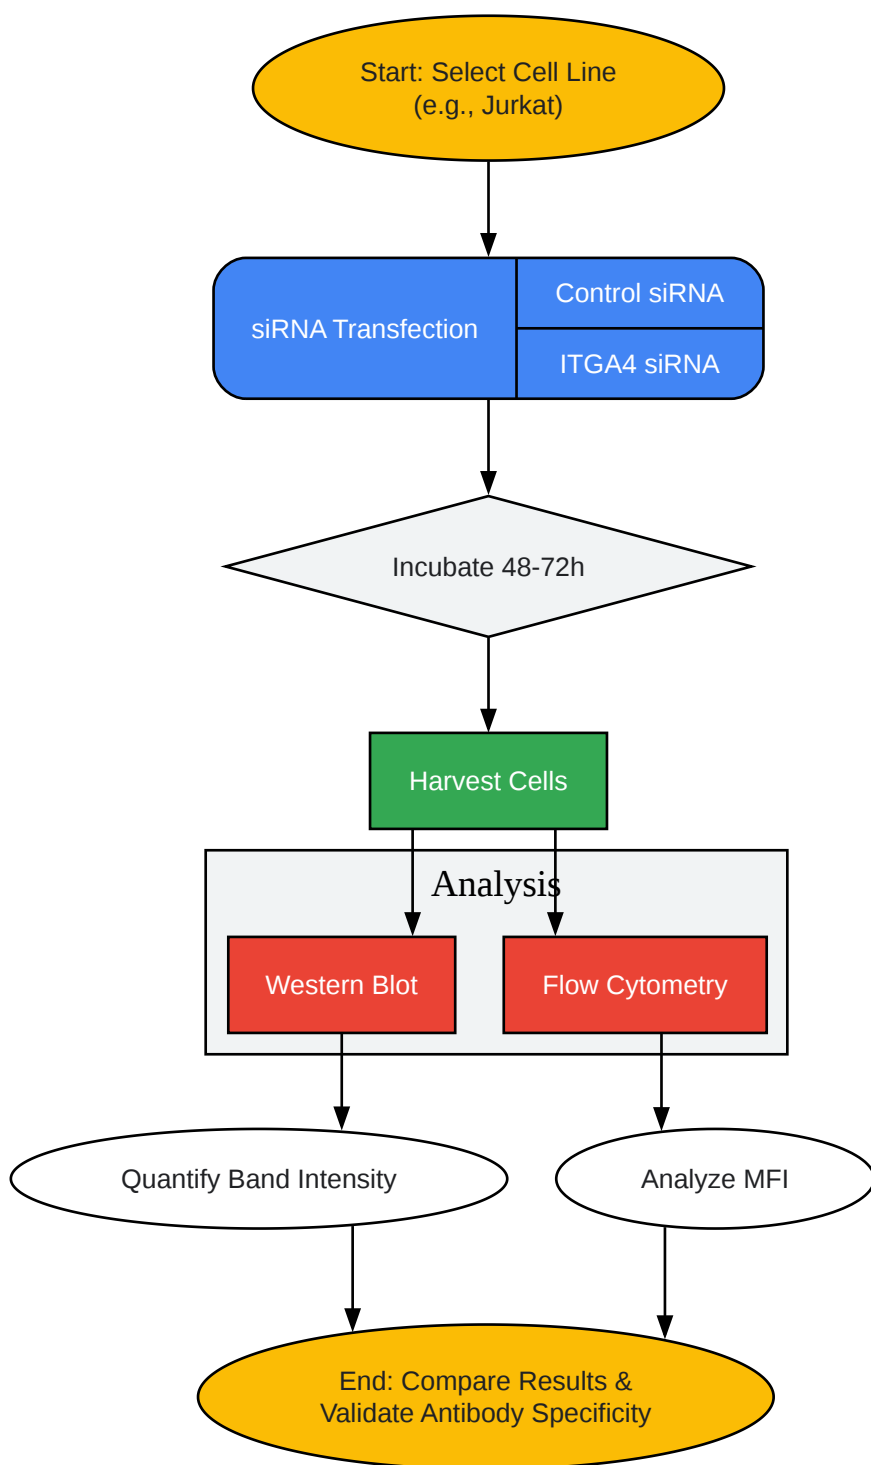 Start: Select Cell Line
(e.g., Jurkat)
siRNA Transfection
Control siRNA
ITGA4 siRNA
Incubate 48-72h
Harvest Cells
Analysis
Western Blot
Flow Cytometry
Quantify Band Intensity
Analyze MFI
End: Compare Results &
Validate Antibody Specificity